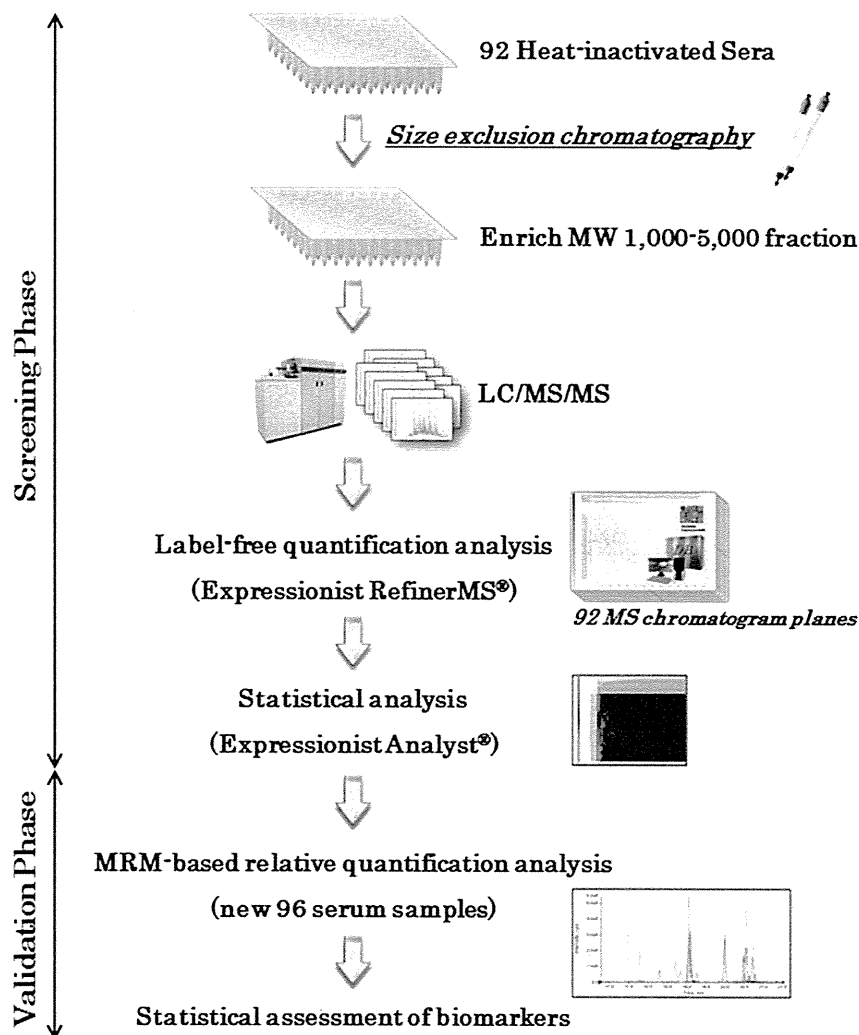 92 Heat-inactivated Sera
Size exclusion chromatography
Enrich MW 1,000-5,000 fraction
LC/MS/MS
Label-free quantification analysis
(Expressionist RefinerMS®)
92 MS chromatogram planes
Statistical analysis
(Expressionist Analyst®)
MRM-based relative quantification analysis
(new 96 serum samples)
Statistical assessment of biomarkers
Screening Phase
Validation Phase